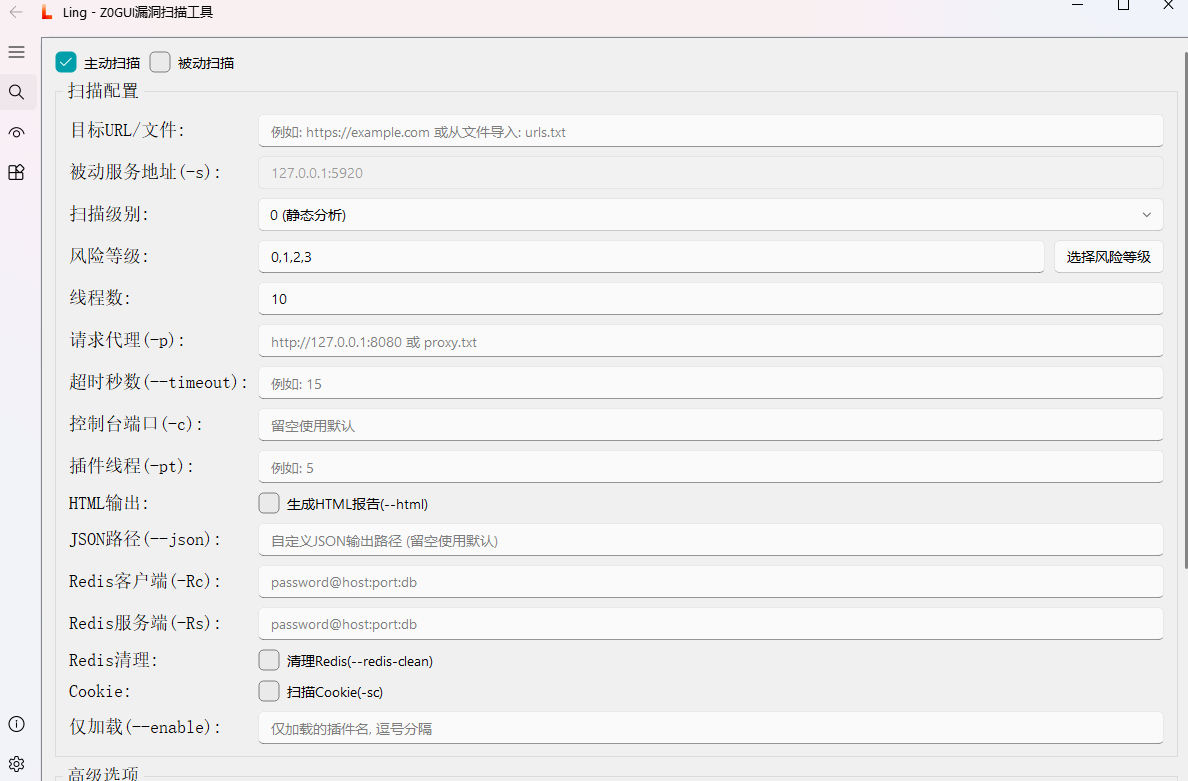 Ling - Z0GUI漏洞扫描工具
主动扫描 被动扫描
扫描配置
目标URL/文件: 例如: https://example.com 或从文件导入: urls.txt
被动服务地址(-s): 127.0.0.1:5920
扫描级别: 0 (静态分析)
风险等级: 0,1,2,3 选择风险等级
线程数: 10
请求代理(-p): http://127.0.0.1:8080 或 proxy.txt
超时秒数(--timeout): 例如: 15
控制台端口(-c): 留空使用默认
插件线程(-pt): 例如: 5
HTML输出: 生成HTML报告(--html)
JSON路径(--json): 自定义JSON输出路径 (留空使用默认)
Redis客户端(-Rc): password@host:port:db
Redis服务端(-Rs): password@host:port:db
Redis清理: 清理Redis(--redis-clean)
Cookie: 扫描Cookie(-sc)
仅加载(--enable): 仅加载的插件名, 逗号分隔
高级选项